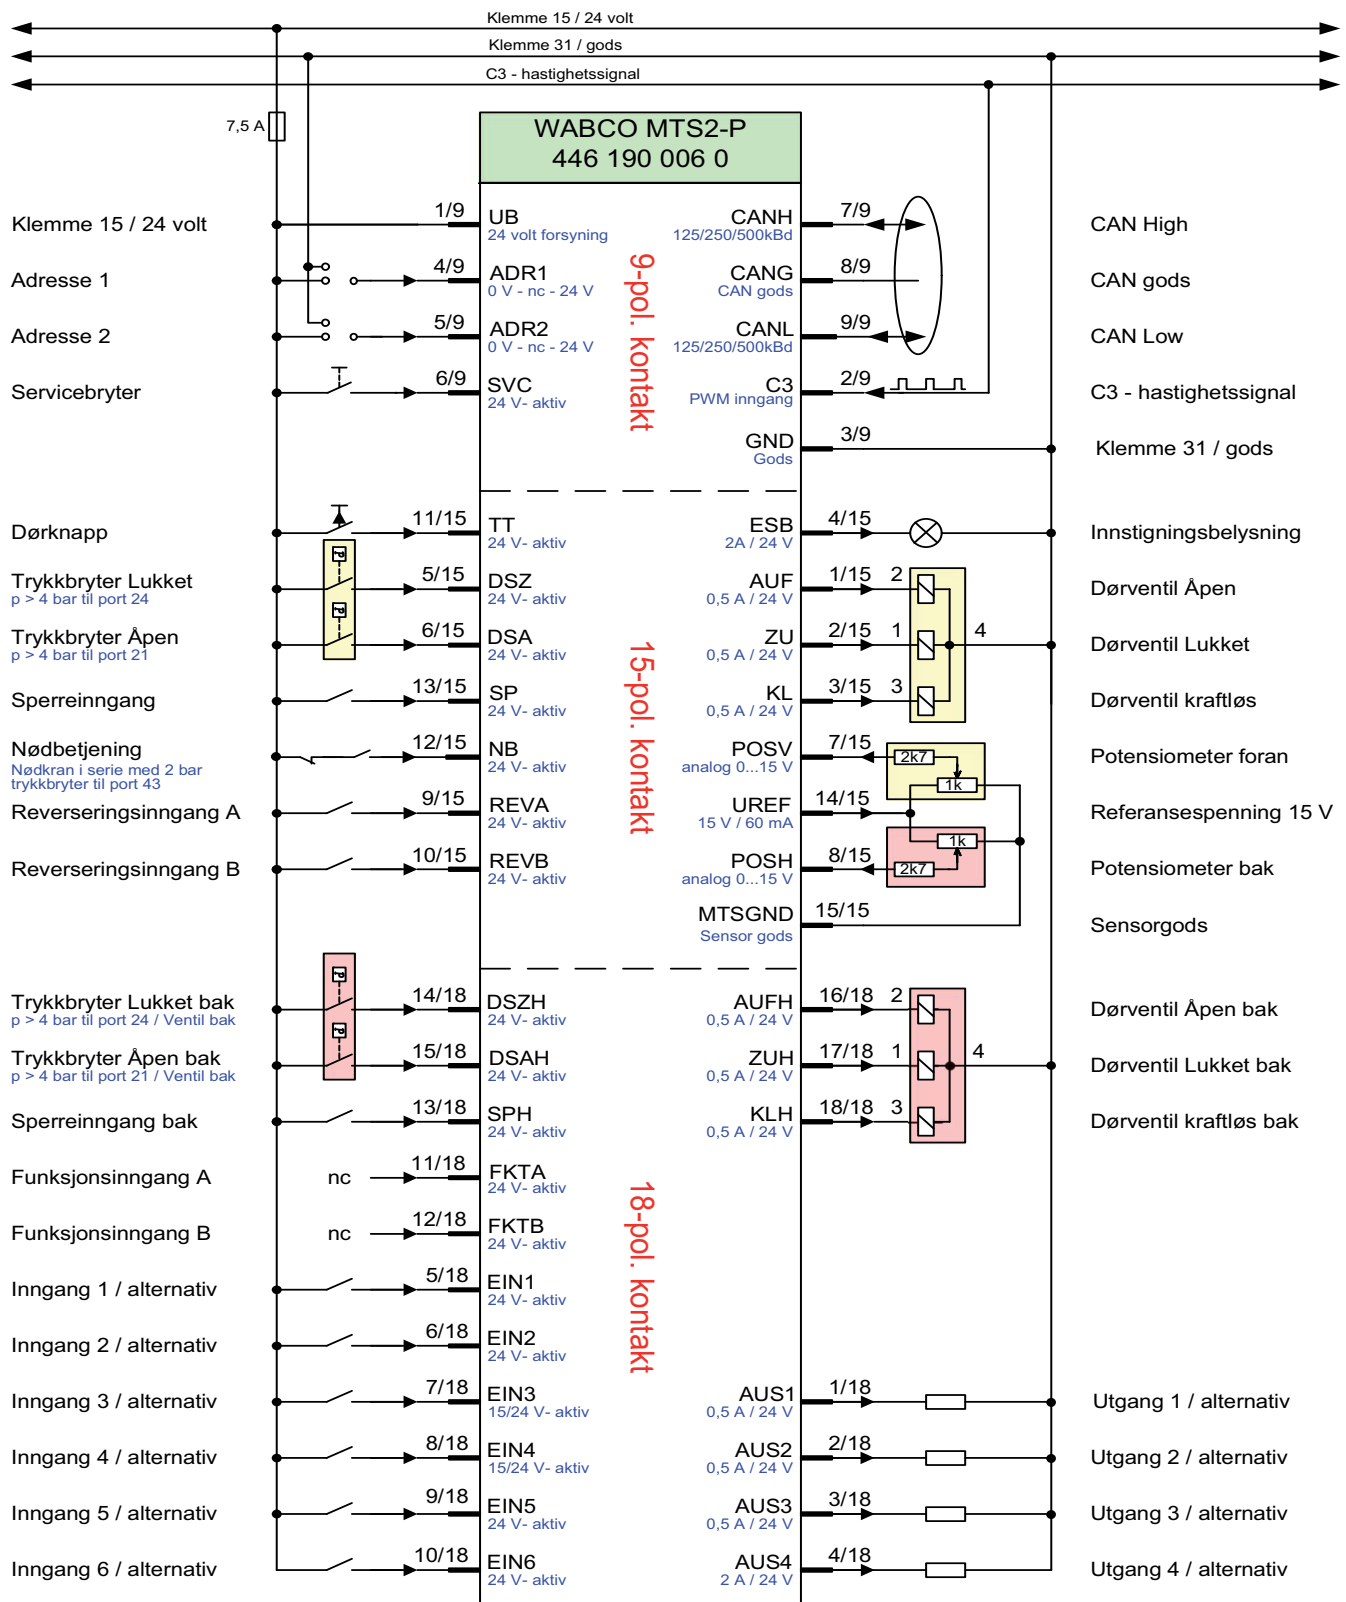 Klemme 15 / 24 volt
Klemme 31 / gods
C3 - hastighetssignal
7,5 A
WABCO MTS2-P
446 190 006 0
Klemme 15 / 24 volt
1/9
UB
24 volt forsyning
CANH
125/250/500kBd
7/9
CAN High
Adresse 1
4/9
ADR1
0 V - nc - 24 V
CANG
CAN gods
8/9
CAN gods
Adresse 2
5/9
ADR2
0 V - nc - 24 V
CANL
125/250/500kBd
9/9
CAN Low
Servicebryter
6/9
SVC
24 V- aktiv
C3
PWM inngang
2/9
C3 - hastighetssignal
GND
Gods
3/9
Klemme 31 / gods
9-pol. kontakt
Dørknapp
11/15
TT
24 V- aktiv
ESB
2A / 24 V
4/15
Innstigningsbelysning
Trykkbryter Lukket
p > 4 bar til port 24
p
5/15
DSZ
24 V- aktiv
AUF
0,5 A / 24 V
1/15
2
Dørventil Åpen
Trykkbryter Åpen
p > 4 bar til port 21
p
6/15
DSA
24 V- aktiv
ZU
0,5 A / 24 V
2/15
1
4
Dørventil Lukket
Sperreinngang
13/15
SP
24 V- aktiv
KL
0,5 A / 24 V
3/15
3
Dørventil kraftløs
Nødbetjening
Nødkran i serie med 2 bar
trykkbryter til port 43
12/15
NB
24 V- aktiv
POSV
analog 0...15 V
7/15
2k7
1k
Potensiometer foran
Reverseringsinngang A
9/15
REVA
24 V- aktiv
UREF
15 V / 60 mA
14/15
Referansespenning 15 V
Reverseringsinngang B
10/15
REVB
24 V- aktiv
POSH
analog 0...15 V
8/15
1k
2k7
Potensiometer bak
MTSGND
Sensor gods
15/15
Sensorgods
15-pol. kontakt
Trykkbryter Lukket bak
p > 4 bar til port 24 / Ventil bak
p
14/18
DSZH
24 V- aktiv
AUFH
0,5 A / 24 V
16/18
2
Dørventil Åpen bak
Trykkbryter Åpen bak
p > 4 bar til port 21 / Ventil bak
p
15/18
DSAH
24 V- aktiv
ZUH
0,5 A / 24 V
17/18
1
4
Dørventil Lukket bak
Sperreinngang bak
13/18
SPH
24 V- aktiv
KLH
0,5 A / 24 V
18/18
3
Dørventil kraftløs bak
Funksjonsinngang A
nc
11/18
FKTA
24 V- aktiv
Funksjonsinngang B
nc
12/18
FKTB
24 V- aktiv
18-pol. kontakt
Inngang 1 / alternativ
5/18
EIN1
24 V- aktiv
Inngang 2 / alternativ
6/18
EIN2
24 V- aktiv
Inngang 3 / alternativ
7/18
EIN3
15/24 V- aktiv
AUS1
0,5 A / 24 V
1/18
Utgang 1 / alternativ
Inngang 4 / alternativ
8/18
EIN4
15/24 V- aktiv
AUS2
0,5 A / 24 V
2/18
Utgang 2 / alternativ
Inngang 5 / alternativ
9/18
EIN5
24 V- aktiv
AUS3
0,5 A / 24 V
3/18
Utgang 3 / alternativ
Inngang 6 / alternativ
10/18
EIN6
24 V- aktiv
AUS4
2 A / 24 V
4/18
Utgang 4 / alternativ